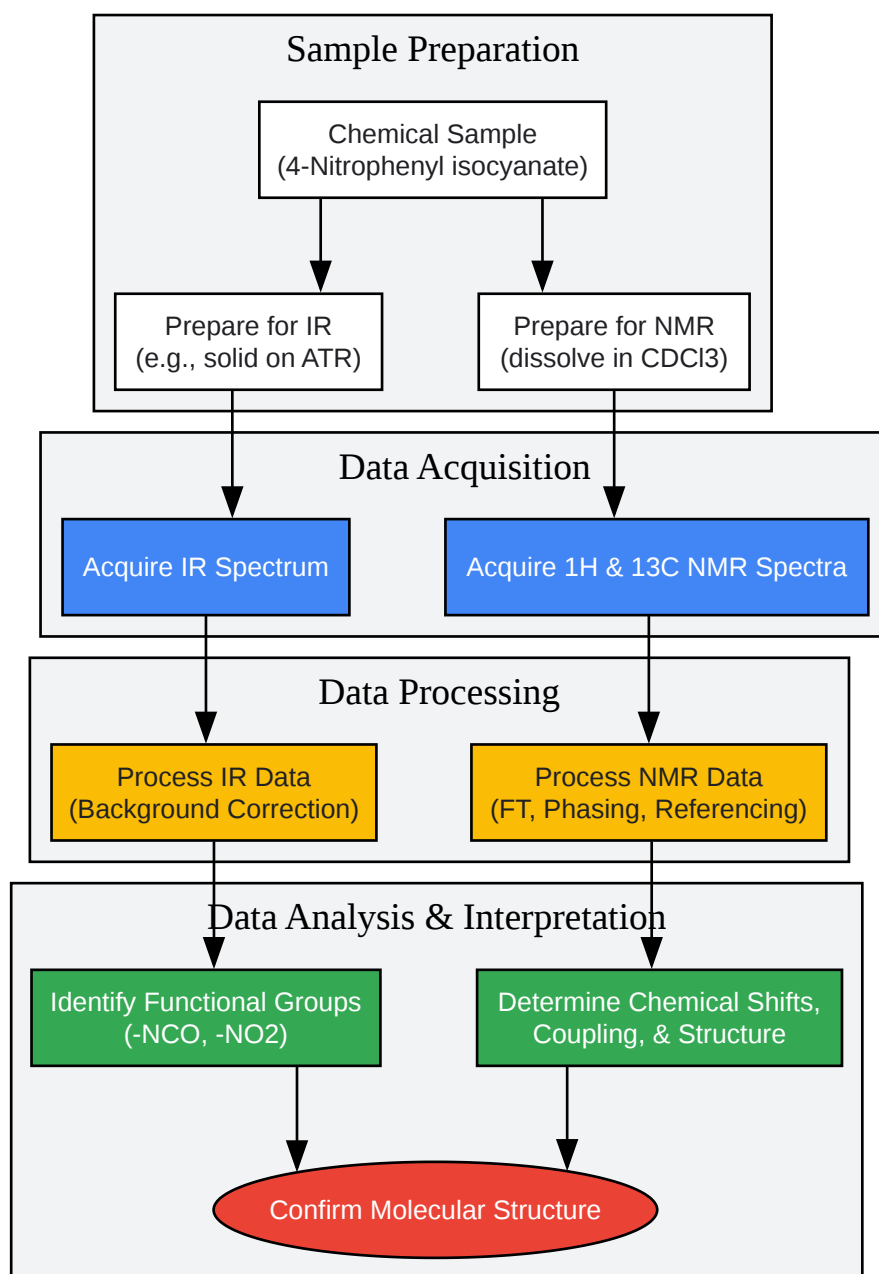 Sample Preparation
Chemical Sample
(4-Nitrophenyl isocyanate)
Prepare for IR
(e.g., solid on ATR)
Prepare for NMR
(dissolve in CDCl3)
Data Acquisition
Acquire IR Spectrum
Acquire 1H & 13C NMR Spectra
Data Processing
Process IR Data
(Background Correction)
Process NMR Data
(FT, Phasing, Referencing)
Data Analysis & Interpretation
Identify Functional Groups
(-NCO, -NO2)
Determine Chemical Shifts,
Coupling, & Structure
Confirm Molecular Structure